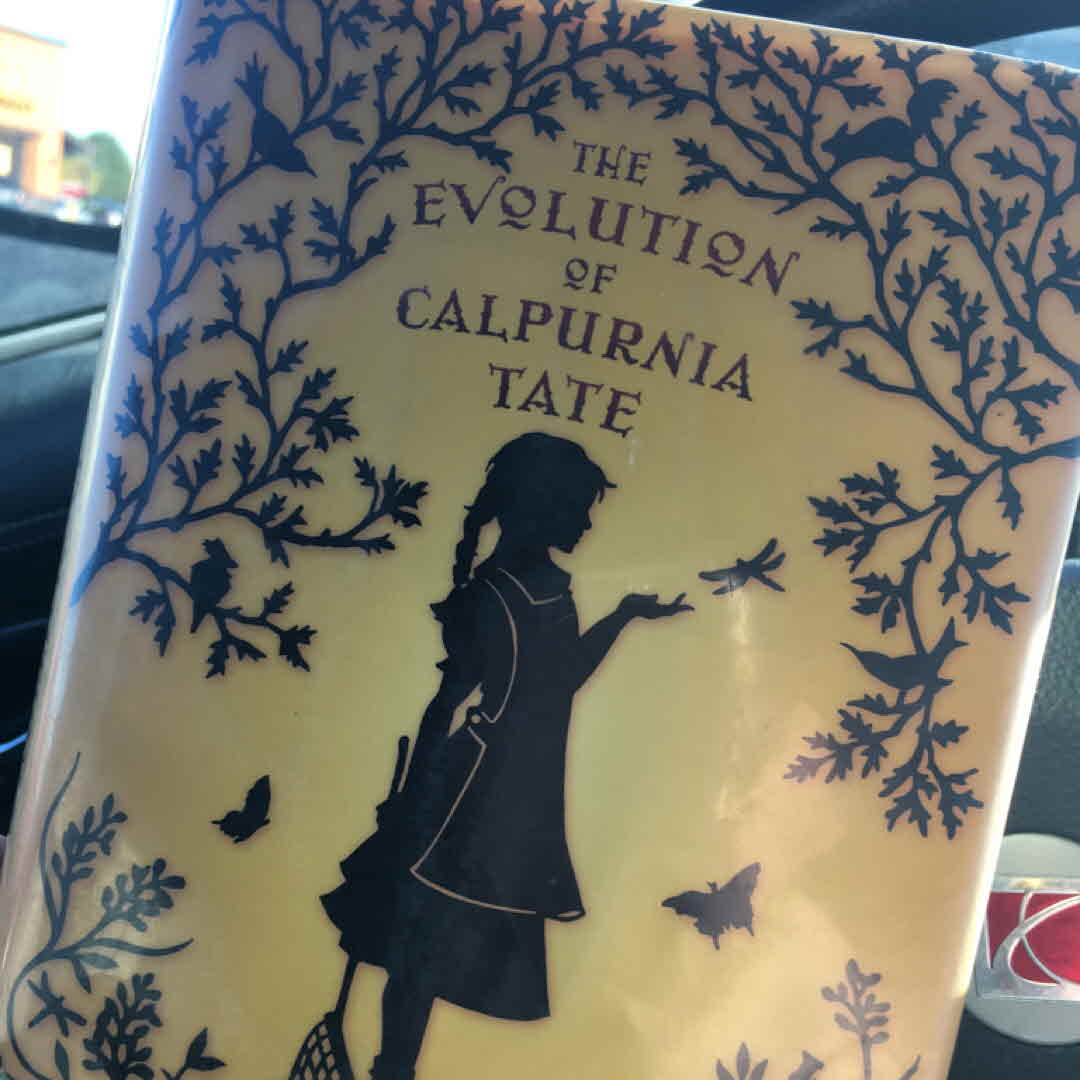 THE
EVOLUTION
OF
CALPURNIA
TATE